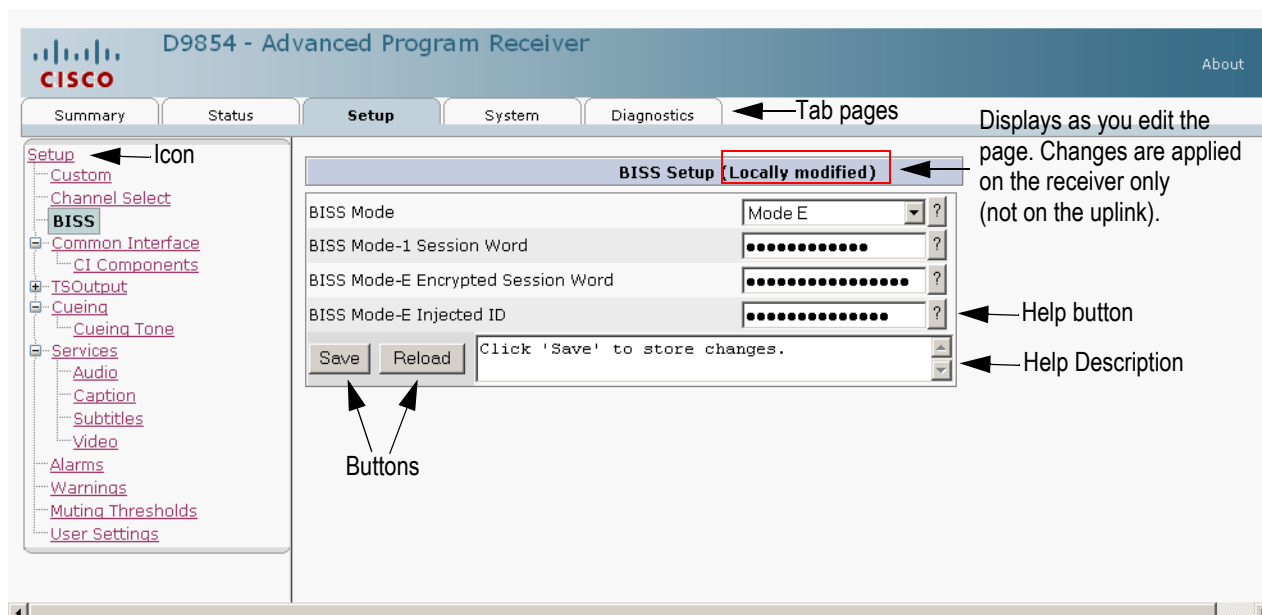 D9854 - Advanced Program Receiver
CISCO
About
Summary
Status
Setup
System
Diagnostics
Tab pages
Displays as you edit the
page. Changes are applied
on the receiver only
(not on the uplink).
Setup
Icon
Custom
Channel Select
BISS
Common Interface
CI Components
TSOutput
Cueing
Cueing Tone
Services
Audio
Caption
Subtitles
Video
Alarms
Warnings
Muting Thresholds
User Settings
BISS Setup (Locally modified)
BISS Mode
Mode E
?
BISS Mode-1 Session Word
●●●●●●●●●●●●
?
BISS Mode-E Encrypted Session Word
●●●●●●●●●●●●●●●●
?
BISS Mode-E Injected ID
●●●●●●●●●●●●●●
?
Help button
Save
Reload
Click 'Save' to store changes.
Help Description
Buttons